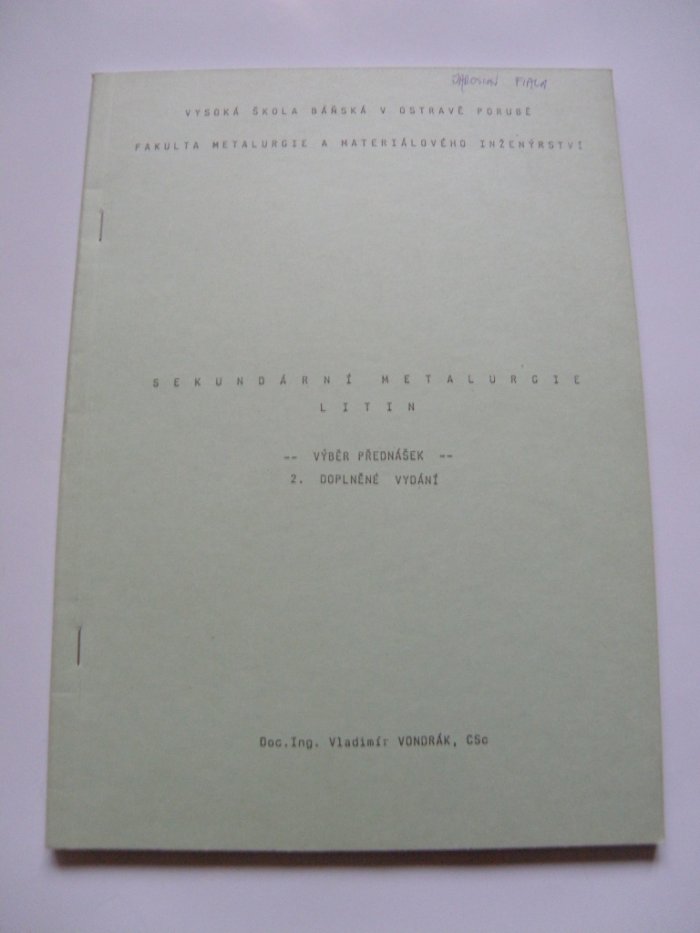 JAROSLAV FIALA
VYSOKÁ ŠKOLA BÁŇSKÁ V OSTRAVĚ PORUBĚ
FAKULTA METALURGIE A MATERIÁLOVÉHO INŽENÝRSTVÍ
SEKUNDÁRNÍ METALURGIE
LITIN
-- VÝBĚR PŘEDNÁŠEK --
2. DOPLNĚNÉ VYDÁNÍ
Doc.Ing. Vladimír VONDRÁK, CSc